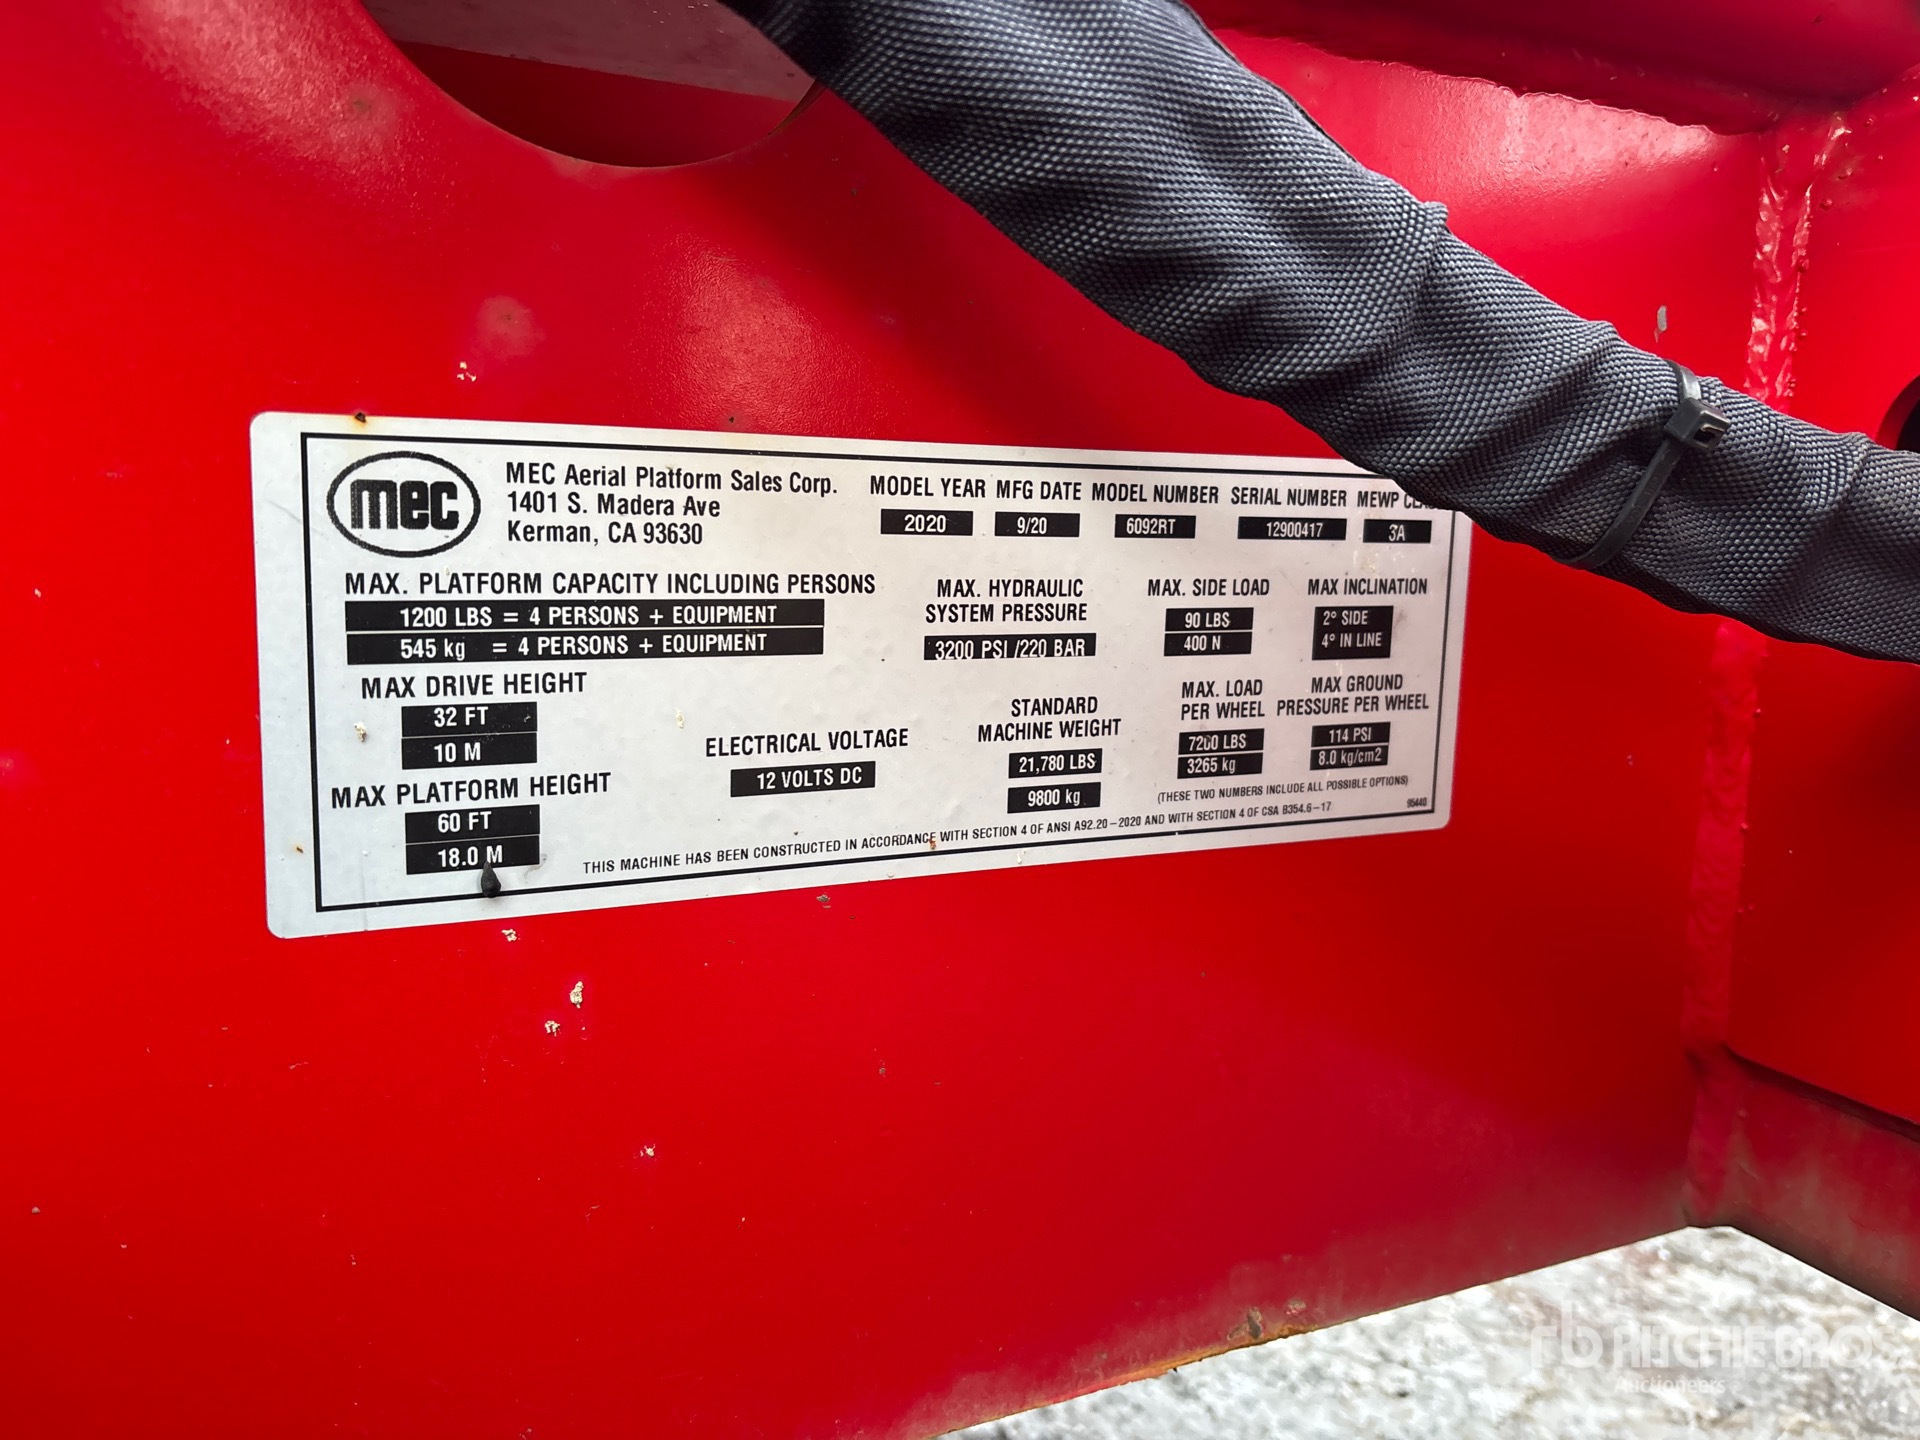 mec
MEC Aerial Platform Sales Corp.
1401 S. Madera Ave
Kerman, CA 93630
MODEL YEAR MFG DATE MODEL NUMBER SERIAL NUMBER MEWP
2020 9/20 6092RT 12900417 3A
MAX. PLATFORM CAPACITY INCLUDING PERSONS
1200 LBS = 4 PERSONS + EQUIPMENT
545 kg = 4 PERSONS + EQUIPMENT
MAX. HYDRAULIC
SYSTEM PRESSURE
3200 PSI /220 BAR
MAX. SIDE LOAD
90 LBS
400 N
MAX INCLINATION
2° SIDE
4° IN LINE
MAX DRIVE HEIGHT
32 FT
10 M
MAX PLATFORM HEIGHT
60 FT
18.0 M
ELECTRICAL VOLTAGE
12 VOLTS DC
STANDARD
MACHINE WEIGHT
21,780 LBS
9800 kg
MAX. LOAD
PER WHEEL
7200 LBS
3265 kg
MAX GROUND
PRESSURE PER WHEEL
114 PSI
8.0 kg/cm2
(THESE TWO NUMBERS INCLUDE ALL POSSIBLE OPTIONS)
95440
THIS MACHINE HAS BEEN CONSTRUCTED IN ACCORDANCE WITH SECTION 4 OF ANSI A92.20-2020 AND WITH SECTION 4 OF CSA B354.6-17
rb RITCHIE BROS
Auctioneers